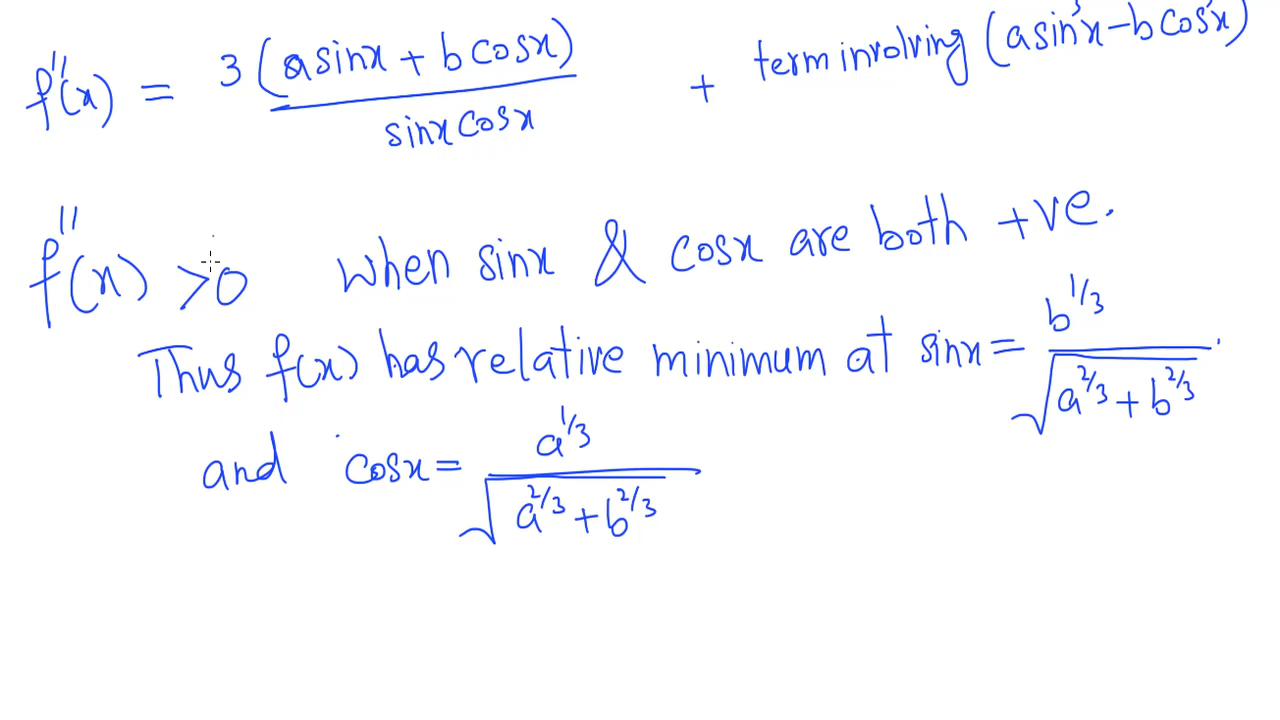 f''(x) = 3(a sinx + b cosx) / sinx cosx + term involving (a sin³x − b cos³x)
f''(x) >0 when sinx & cosx are both +ve.
Thus f(x) has relative minimum at sinx = b^{1/3} / √(a^{2/3} + b^{2/3}).
and cosx = a^{1/3} / √(a^{2/3} + b^{2/3})